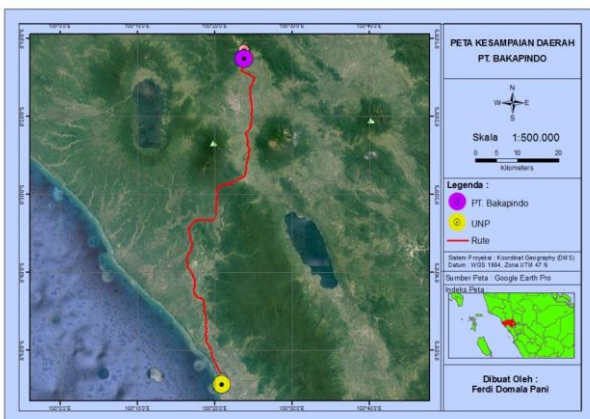 PETA KESAMPAIAN DAERAH
PT. BAKAPINDO
N
W E
S
Skala 1:500.000
0 5 10 20
Kilometers
Legenda :
PT. Bakapindo
UNP
Rute
Sistem Proyeksi : Koordinat Geography (DMS)
Datum : WGS 1984, Zona UTM 47 N
Sumber Peta : Google Earth Pro
Indeks Peta
Dibuat Oleh :
Ferdi Domala Pani